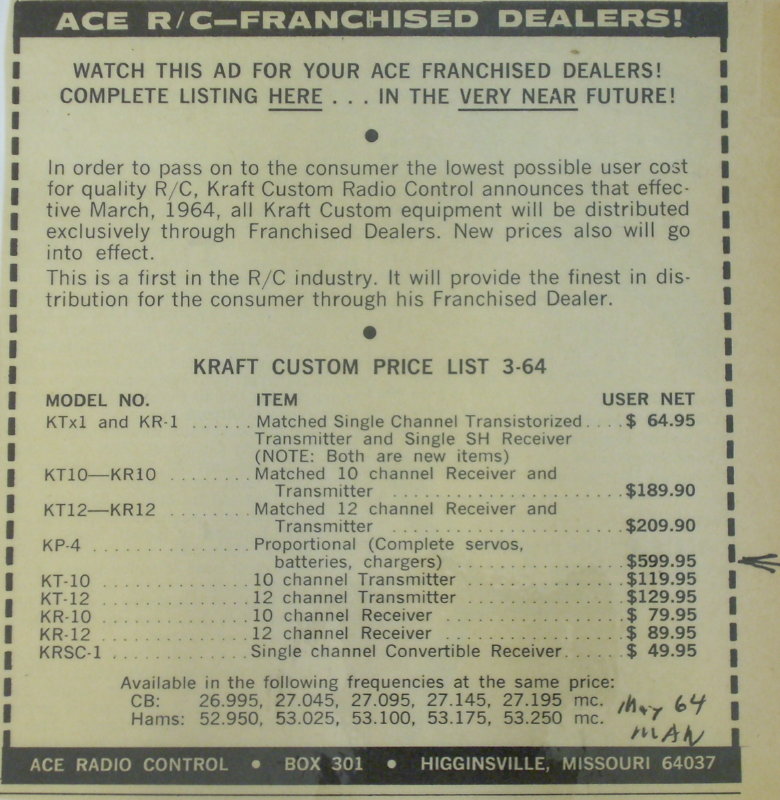 ACE R/C—FRANCHISED DEALERS!
WATCH THIS AD FOR YOUR ACE FRANCHISED DEALERS!
COMPLETE LISTING HERE . . . IN THE VERY NEAR FUTURE!
In order to pass on to the consumer the lowest possible user cost
for quality R/C, Kraft Custom Radio Control announces that effec-
tive March, 1964, all Kraft Custom equipment will be distributed
exclusively through Franchised Dealers. New prices also will go
into effect.
This is a first in the R/C industry. It will provide the finest in dis-
tribution for the consumer through his Franchised Dealer.
KRAFT CUSTOM PRICE LIST 3-64
MODEL NO. ITEM USER NET
KTx1 and KR-1 ...... Matched Single Channel Transistorized .... $ 64.95
Transmitter and Single SH Receiver
(NOTE: Both are new items)
KT10—KR10 ........ Matched 10 channel Receiver and
Transmitter .................... $189.90
KT12—KR12 ........ Matched 12 channel Receiver and
Transmitter .................... $209.90
KP-4 ............... Proportional (Complete servos,
batteries, chargers) ................ $599.95
KT-10 .............. 10 channel Transmitter .............. $119.95
KT-12 .............. 12 channel Transmitter .............. $129.95
KR-10 .............. 10 channel Receiver ................ $ 79.95
KR-12 .............. 12 channel Receiver ................ $ 89.95
KRSC-1 ............. Single channel Convertible Receiver ...... $ 49.95
Available in the following frequencies at the same price:
CB: 26.995, 27.045, 27.095, 27.145, 27.195 mc.
Hams: 52.950, 53.025, 53.100, 53.175, 53.250 mc.
May 64
MAN
ACE RADIO CONTROL • BOX 301 • HIGGINSVILLE, MISSOURI 64037